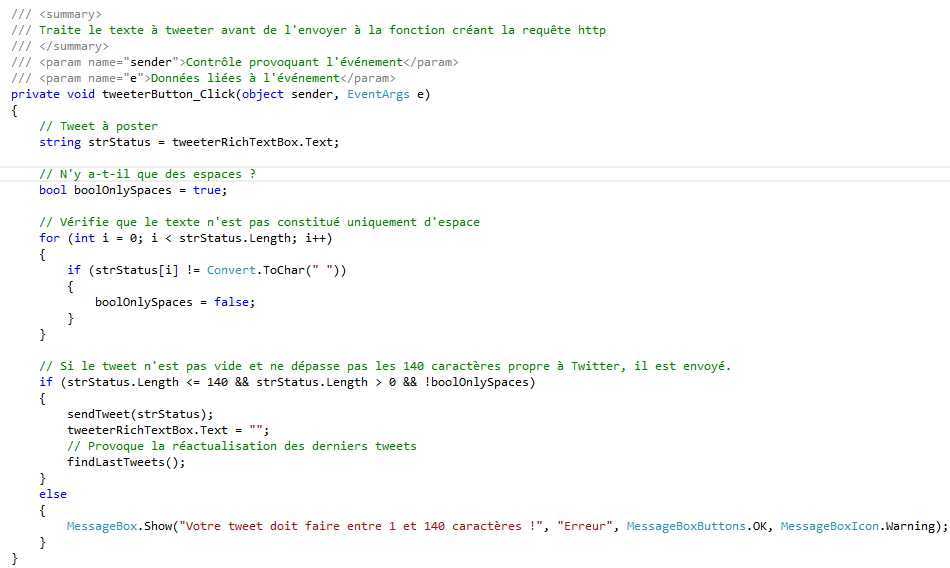 /// <summary>
/// Traite le texte à tweeter avant de l'envoyer à la fonction créant la requête http
/// </summary>
/// <param name="sender">Contrôle provoquant l'événement</param>
/// <param name="e">Données liées à l'événement</param>
private void tweeterButton_Click(object sender, EventArgs e)
{
    // Tweet à poster
    string strStatus = tweeterRichTextBox.Text;

    // N'y a-t-il que des espaces ?
    bool boolOnlySpaces = true;

    // Vérifie que le texte n'est pas constitué uniquement d'espace
    for (int i = 0; i < strStatus.Length; i++)
    {
        if (strStatus[i] != Convert.ToChar(" "))
        {
            boolOnlySpaces = false;
        }
    }

    // Si le tweet n'est pas vide et ne dépasse pas les 140 caractères propre à Twitter, il est envoyé.
    if (strStatus.Length <= 140 && strStatus.Length > 0 && !boolOnlySpaces)
    {
        sendTweet(strStatus);
        tweeterRichTextBox.Text = "";
        // Provoque la réactualisation des derniers tweets
        findLastTweets();
    }
    else
    {
        MessageBox.Show("Votre tweet doit faire entre 1 et 140 caractères !", "Erreur", MessageBoxButtons.OK, MessageBoxIcon.Warning);
    }
}